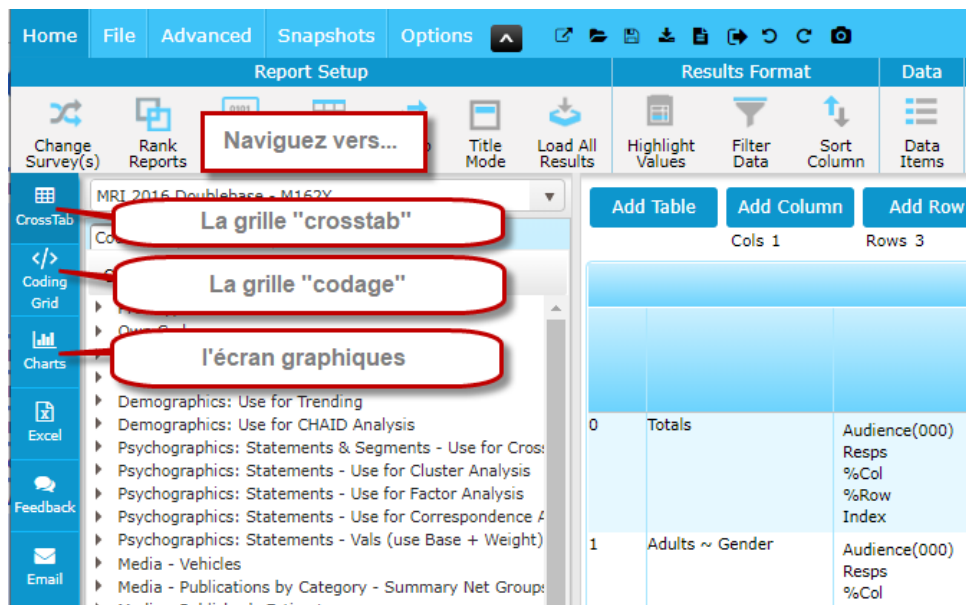 Home File Advanced Snapshots Options
Report Setup Results Format Data
Change Survey(s)
Rank Reports
0101
Title Mode
Load All Results
Highlight Values
Filter Data
Sort Column
Data Items
Naviguez vers...
CrossTab
Coding Grid
Charts
Excel
Feedback
Email
MRI 2016 Doublebase - M162Y
La grille "crosstab"
La grille "codage"
l'écran graphiques
Demographics: Use for Trending
Demographics: Use for CHAID Analysis
Psychographics: Statements & Segments - Use for Cros
Psychographics: Statements - Use for Cluster Analysis
Psychographics: Statements - Use for Factor Analysis
Psychographics: Statements - Use for Correspondence A
Psychographics: Statements - Vals (use Base + Weight)
Media - Vehicles
Media - Publications by Category - Summary Net Group
Add Table Add Column Add Row
Cols 1 Rows 3
0 Totals Audience(000)
Resps
%Col
%Row
Index
1 Adults ~ Gender Audience(000)
Resps
%Col